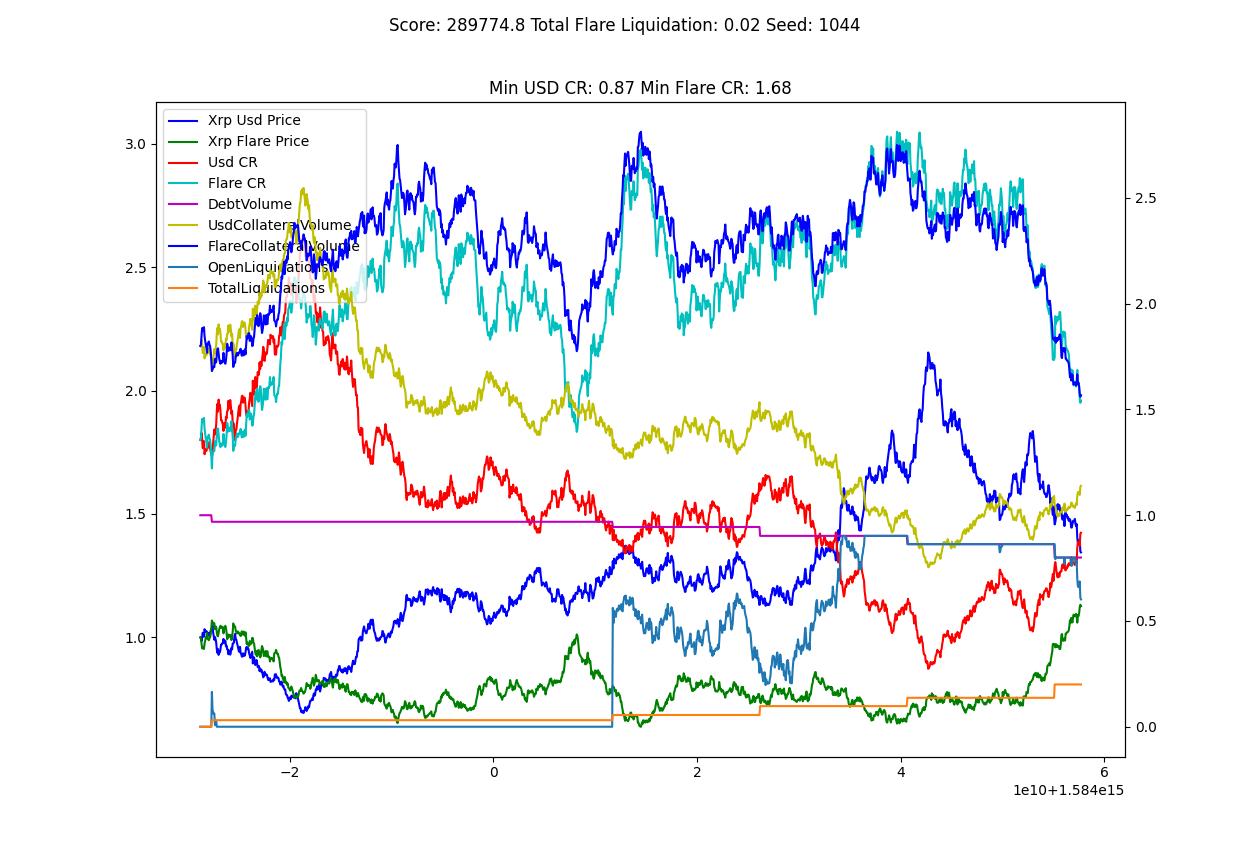 Score: 289774.8 Total Flare Liquidation: 0.02 Seed: 1044
Min USD CR: 0.87 Min Flare CR: 1.68
Xrp Usd Price
Xrp Flare Price
Usd CR
Flare CR
DebtVolume
UsdCollateralVolume
FlareCollateralVolume
OpenLiquidations
TotalLiquidations
3.0
2.5
2.0
1.5
1.0
2.5
2.0
1.5
1.0
0.5
0.0
−2
0
2
4
6
1e10+1.584e15